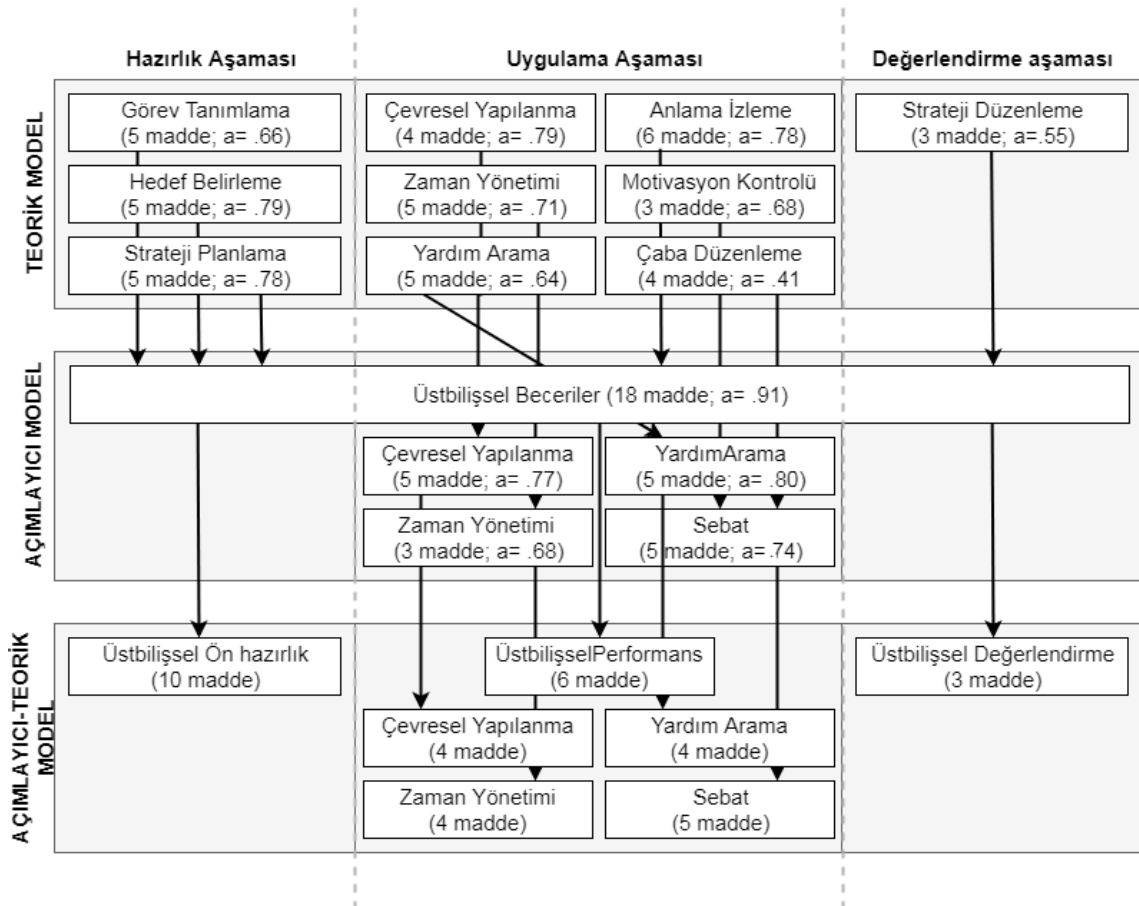 Hazırlık Aşaması
Uygulama Aşaması
Değerlendirme aşaması
TEORİK MODEL
Görev Tanımlama
(5 madde; a= .66)
Hedef Belirleme
(5 madde; a= .79)
Strateji Planlama
(5 madde; a= .78)
Çevresel Yapılanma
(4 madde; a= .79)
Zaman Yönetimi
(5 madde; a= .71)
Yardım Arama
(5 madde; a= .64)
Anlama İzleme
(6 madde; a= .78)
Motivasyon Kontrolü
(3 madde; a= .68)
Çaba Düzenleme
(4 madde; a= .41
Strateji Düzenleme
(3 madde; a=.55)
AÇIMLAYICI MODEL
Üstbilişsel Beceriler (18 madde; a= .91)
Çevresel Yapılanma
(5 madde; a= .77)
Zaman Yönetimi
(3 madde; a= .68)
YardımArama
(5 madde; a= .80)
Sebat
(5 madde; a= .74)
AÇIMLAYICI-TEORİK
MODEL
Üstbilişsel Ön hazırlık
(10 madde)
ÜstbilişselPerformans
(6 madde)
Çevresel Yapılanma
(4 madde)
Zaman Yönetimi
(4 madde)
Yardım Arama
(4 madde)
Sebat
(5 madde)
Üstbilişsel Değerlendirme
(3 madde)